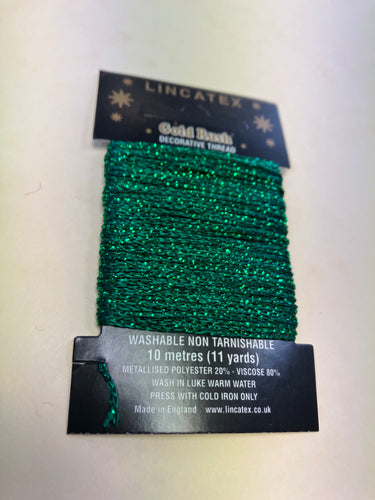 LINCATEX
Gold Rush
DECORATIVE THREAD
WASHABLE NON TARNISHABLE
10 metres (11 yards)
METALLISED POLYESTER 20% - VISCOSE 80%
WASH IN LUKE WARM WATER
PRESS WITH COLD IRON ONLY
Made in England www.lincatex.co.uk